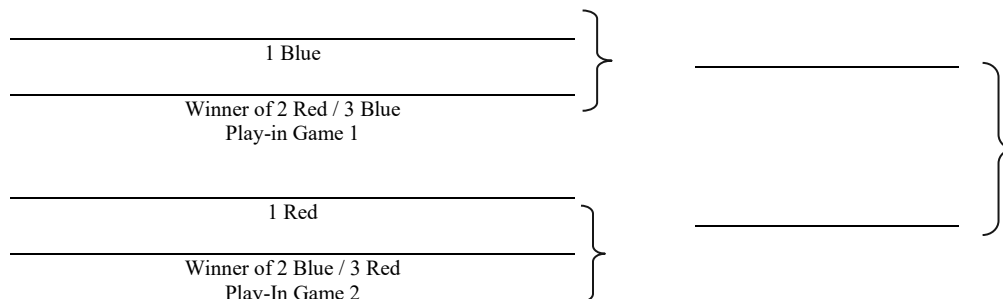 1 Blue
Winner of 2 Red / 3 Blue
Play-in Game 1
1 Red
Winner of 2 Blue / 3 Red
Play-In Game 2